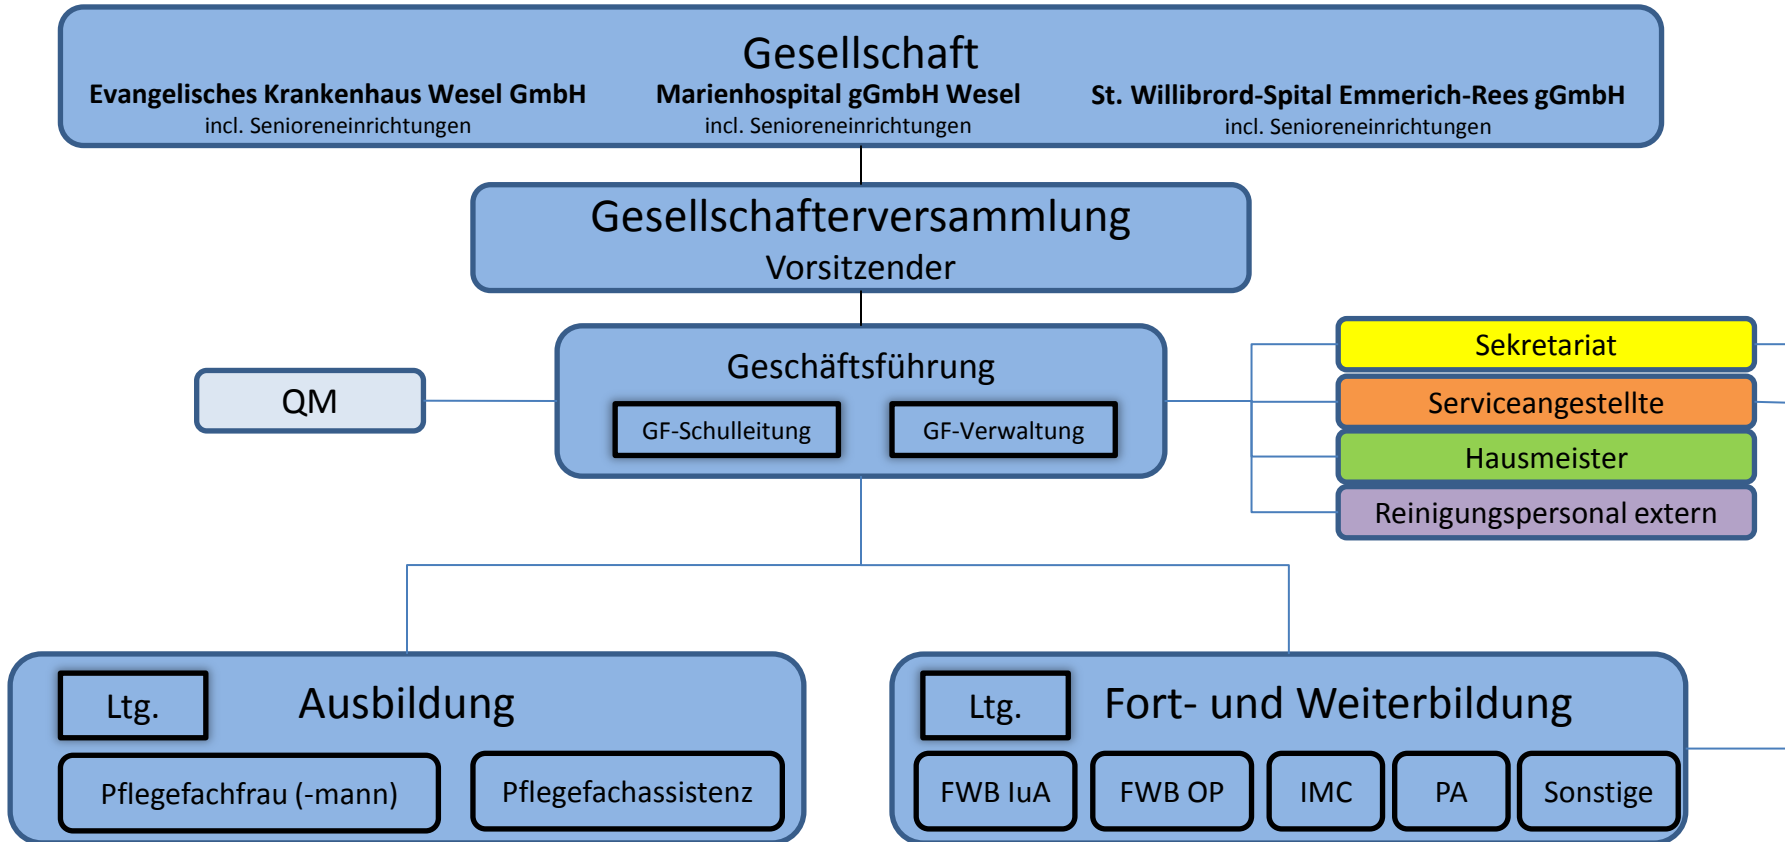 Gesellschaft
Evangelisches Krankenhaus Wesel GmbH
incl. Senioreneinrichtungen
Marienhospital gGmbH Wesel
incl. Senioreneinrichtungen
St. Willibrord-Spital Emmerich-Rees gGmbH
incl. Senioreneinrichtungen
Gesellschafterversammlung
Vorsitzender
Geschäftsführung
GF-Schulleitung
GF-Verwaltung
QM
Sekretariat
Serviceangestellte
Hausmeister
Reinigungspersonal extern
Ltg.
Ausbildung
Pflegefachfrau (-mann)
Pflegefachassistenz
Ltg.
Fort- und Weiterbildung
FWB IuA
FWB OP
IMC
PA
Sonstige